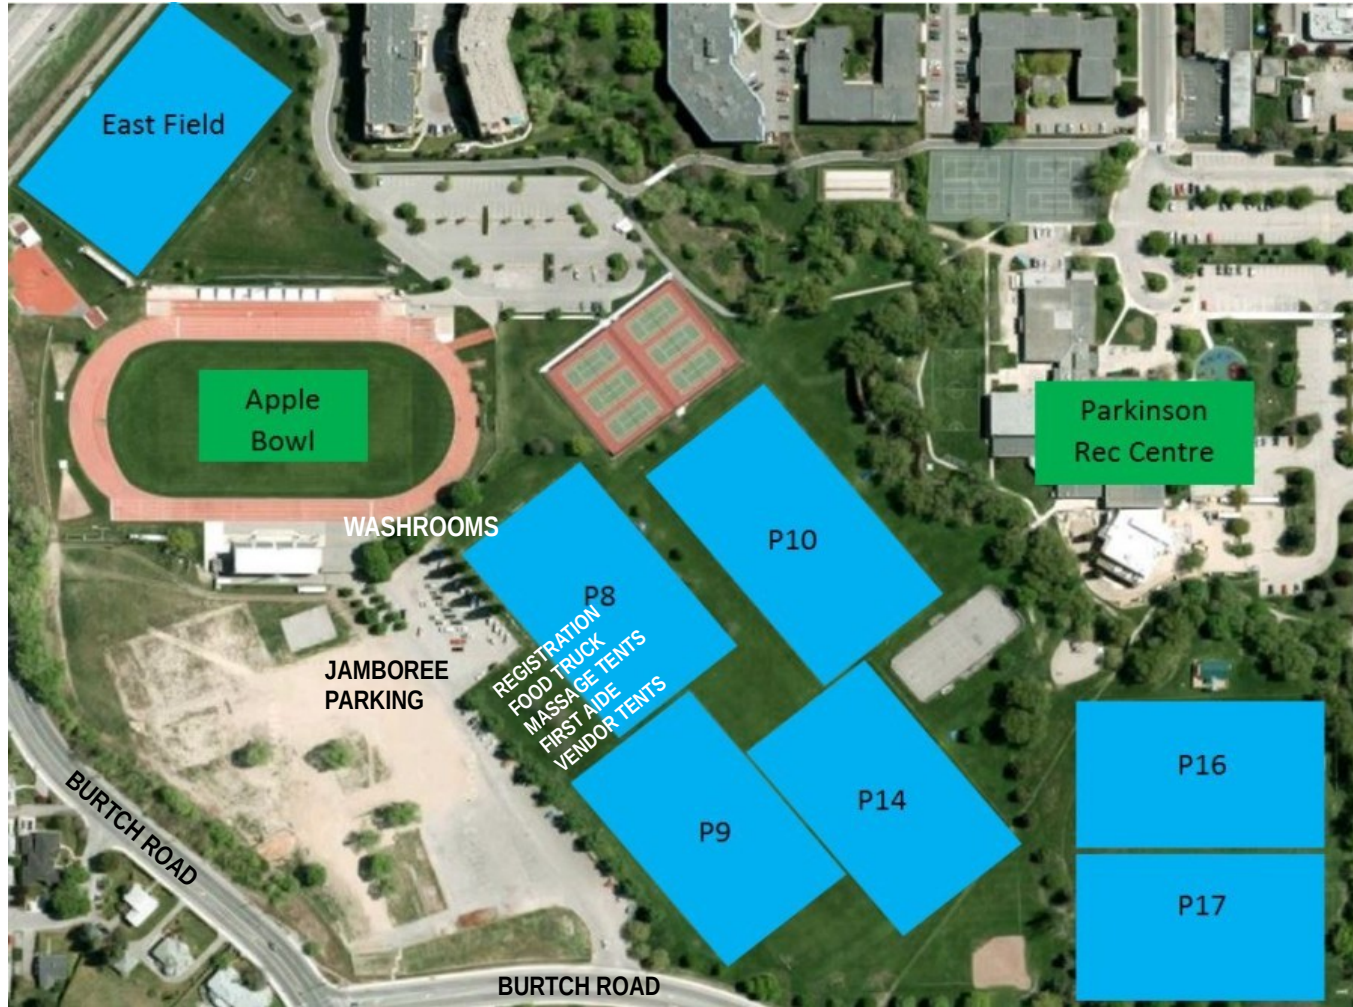 East Field
Apple
Bowl
Parkinson
Rec Centre
WASHROOMS
P10
P8
REGISTRATION
FOOD TRUCK
MASSAGE TENTS
FIRST AIDE
VENDOR TENTS
JAMBOREE
PARKING
P16
BURTCH ROAD
P14
P9
P17
BURTCH ROAD